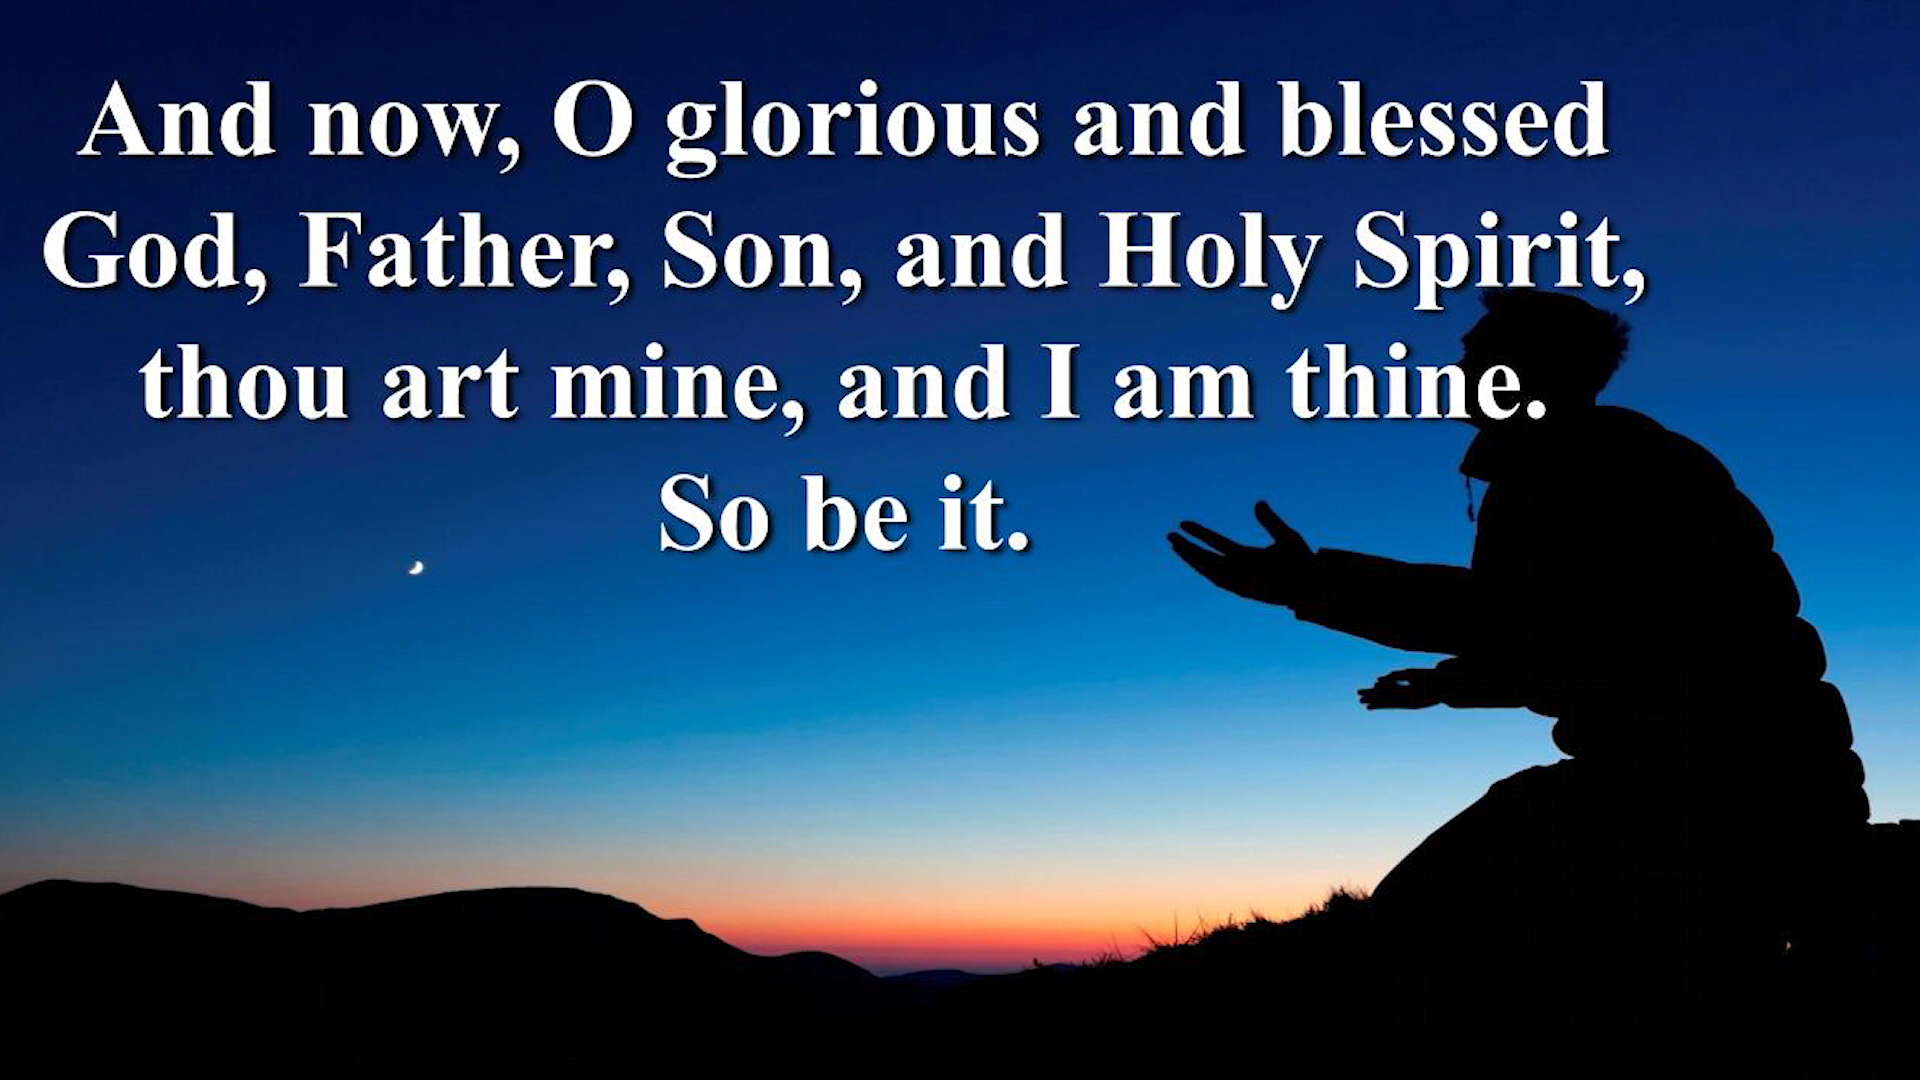 And now, O glorious and blessed
God, Father, Son, and Holy Spirit,
thou art mine, and I am thine.
So be it.